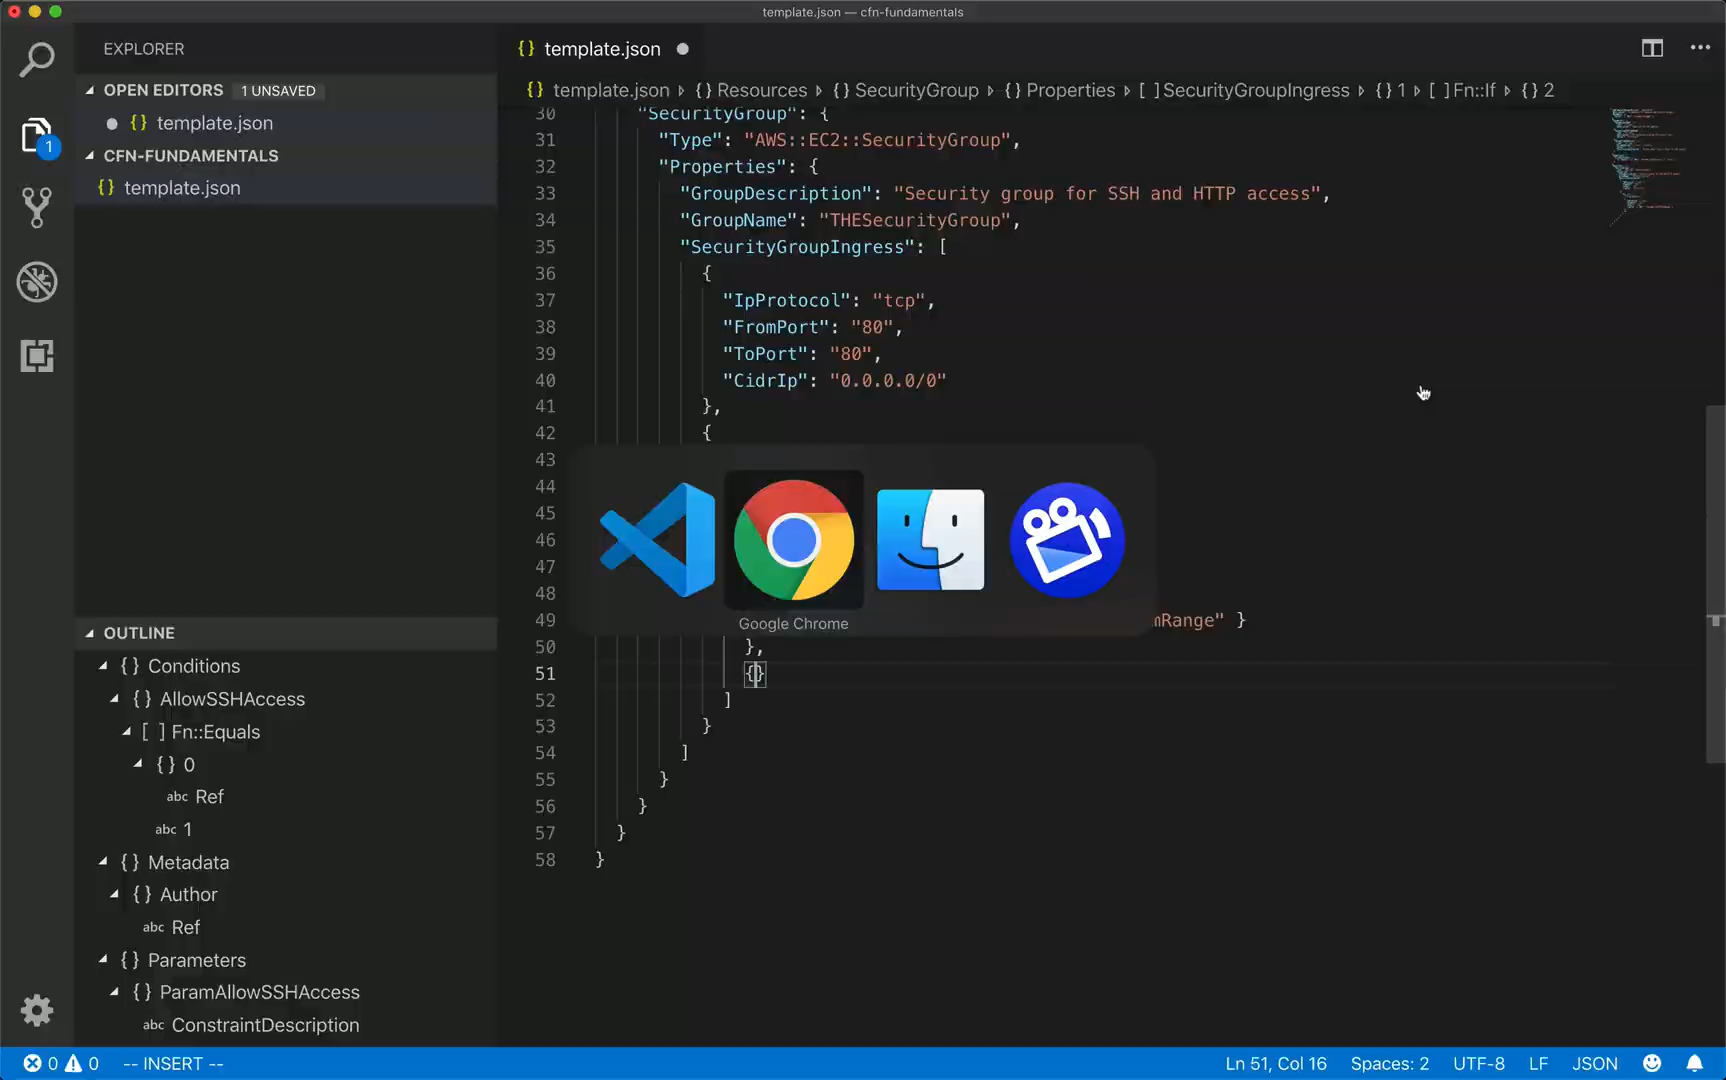 template.json — cfn-fundamentals
EXPLORER
OPEN EDITORS 1 UNSAVED
{} template.json
CFN-FUNDAMENTALS
{} template.json
1
OUTLINE
{} Conditions
{} AllowSSHAccess
[ ] Fn::Equals
{} 0
abc Ref
abc 1
{} Metadata
{} Author
abc Ref
{} Parameters
{} ParamAllowSSHAccess
abc ConstraintDescription
{} template.json
{} template.json {} Resources {} SecurityGroup {} Properties [ ] SecurityGroupIngress {} 1 [ ] Fn::If {} 2
30 "SecurityGroup": {
31 "Type": "AWS::EC2::SecurityGroup",
32 "Properties": {
33 "GroupDescription": "Security group for SSH and HTTP access",
34 "GroupName": "THESecurityGroup",
35 "SecurityGroupIngress": [
36 {
37 "IpProtocol": "tcp",
38 "FromPort": "80",
39 "ToPort": "80",
40 "CidrIp": "0.0.0.0/0"
41 },
42 {
43
44
45
46
47
48
49 mRange" }
50 },
51 {}
52 ]
53 }
54 ]
55 }
56 }
57 }
58 }
Google Chrome
0 0 -- INSERT --
Ln 51, Col 16 Spaces: 2 UTF-8 LF JSON